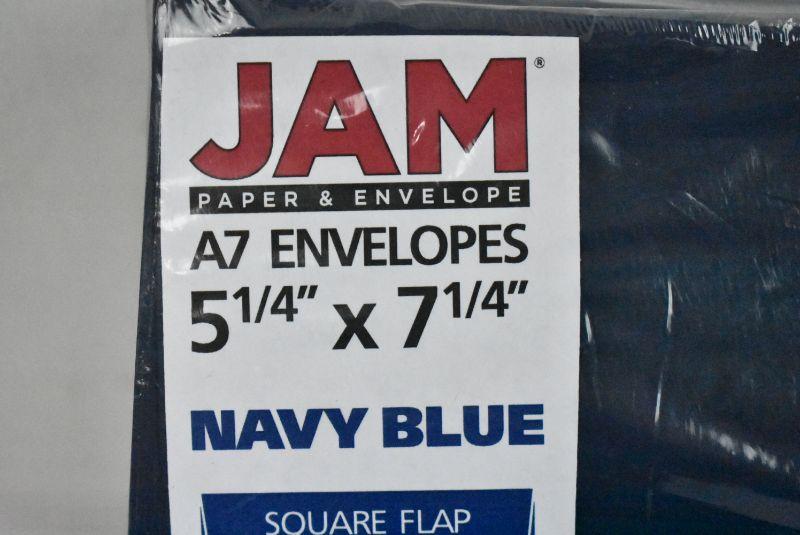 JAM®
PAPER & ENVELOPE
A7 ENVELOPES
5 1/4” x 7 1/4”
NAVY BLUE
SQUARE FLAP